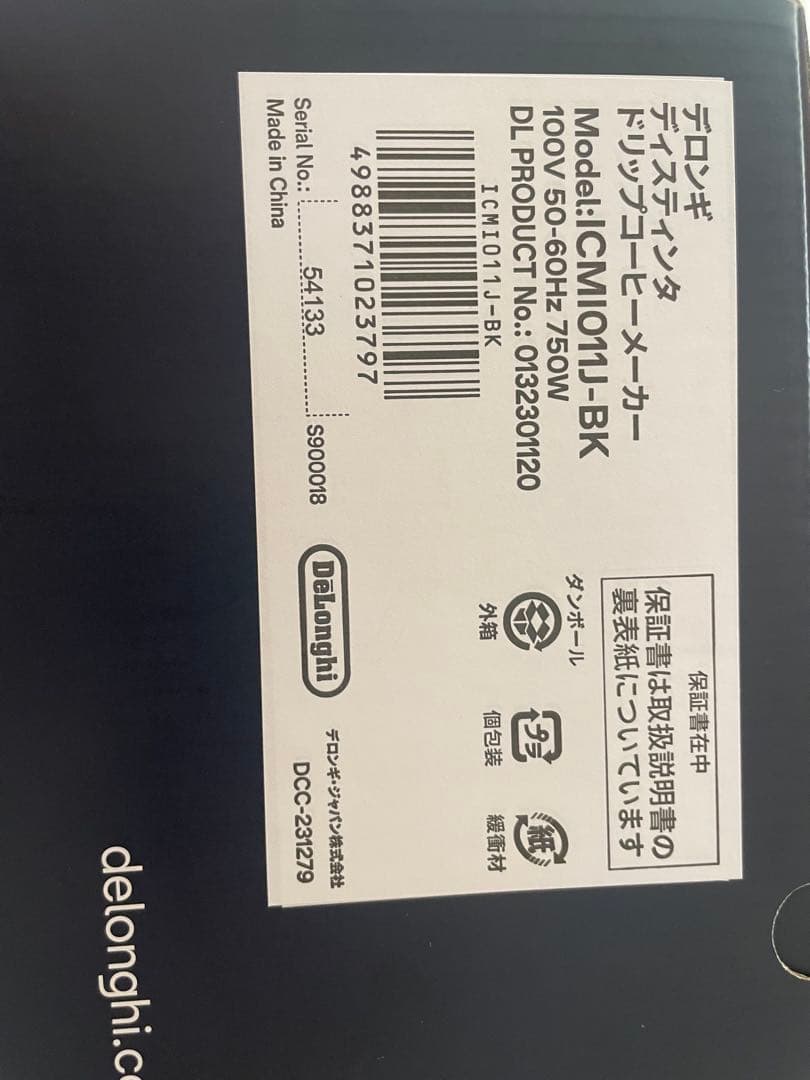 デロンギ
ディスティンタ
ドリップコーヒーメーカー
Model:ICMI011J-BK
100V 50-60Hz 750W
DL PRODUCT No.: 0132301120
ICMI011J-BK
4988371023797
Serial No.: 54133 S900018
Made in China
保証書在中
保証書は取扱説明書の
裏表紙についています
ダンボール
外箱
プラ
個包装
紙
緩衝材
DeLonghi
デロンギ・ジャパン株式会社
DCC-231279
delonghi.c